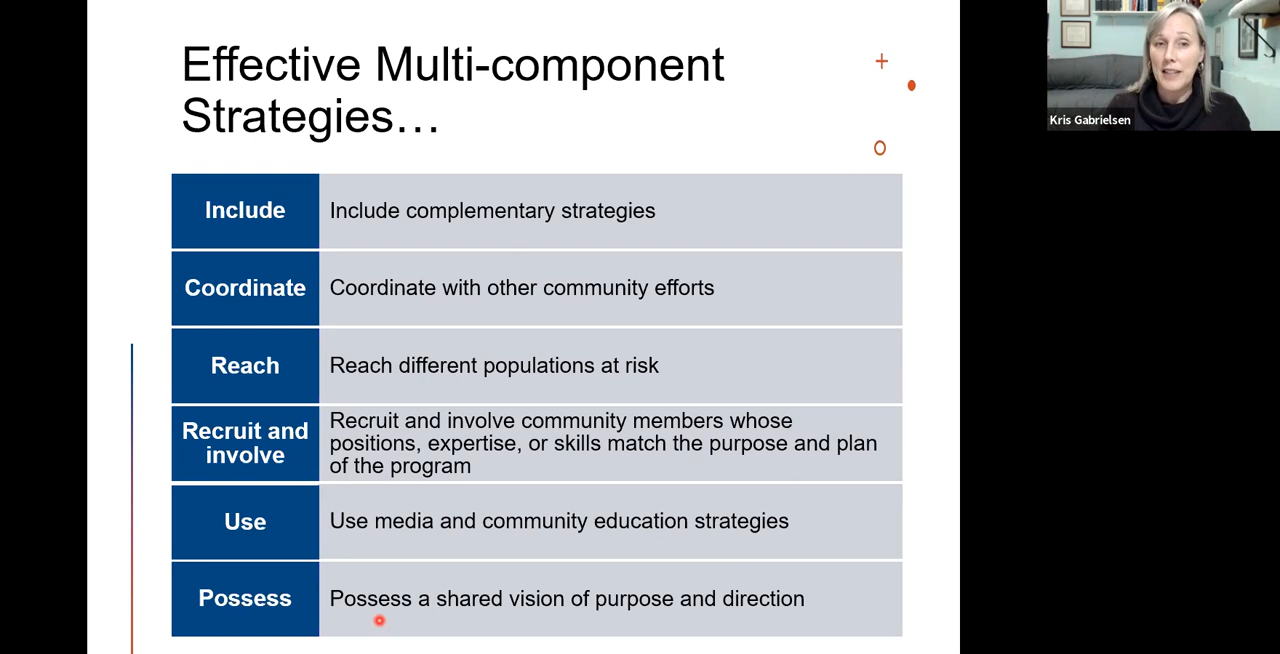 Effective Multi-component
Strategies…
Include
Include complementary strategies
Coordinate
Coordinate with other community efforts
Reach
Reach different populations at risk
Recruit and
involve
Recruit and involve community members whose
positions, expertise, or skills match the purpose and plan
of the program
Use
Use media and community education strategies
Possess
Possess a shared vision of purpose and direction
Kris Gabrielsen